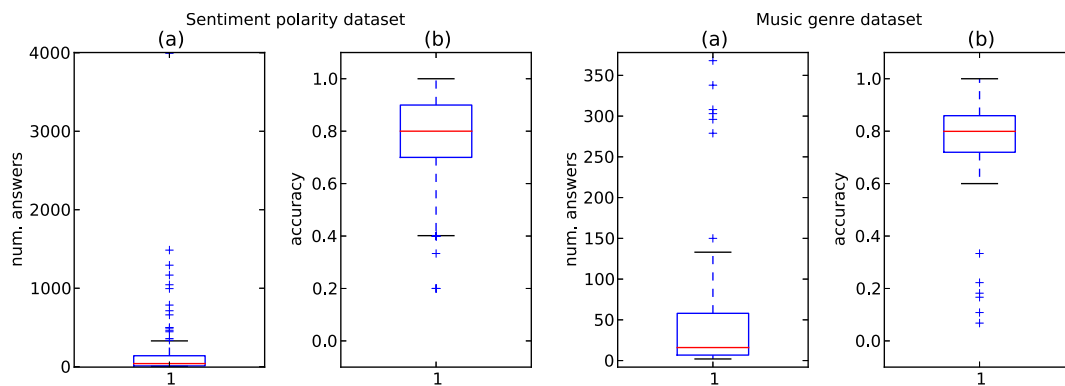 Sentiment polarity dataset
Music genre dataset
(a)
(b)
(a)
(b)
num. answers
4000
3000
2000
1000
0
1
accuracy
1.0
0.8
0.6
0.4
0.2
0.0
1
num. answers
350
300
250
200
150
100
50
0
1
accuracy
1.0
0.8
0.6
0.4
0.2
0.0
1